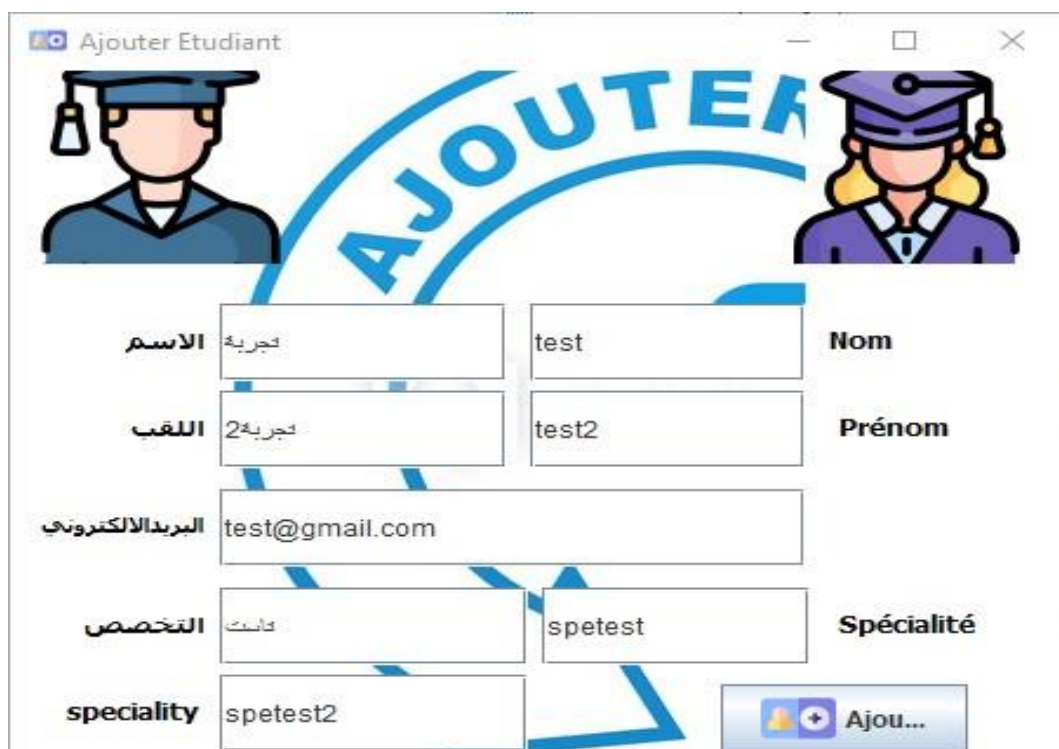 Ajouter Etudiant
AJOUTER
الاسم تجربة test Nom
اللقب تجربة2 test2 Prénom
البريدالالكتروني test@gmail.com
التخصص تاست spetest Spécialité
speciality spetest2 Ajou...